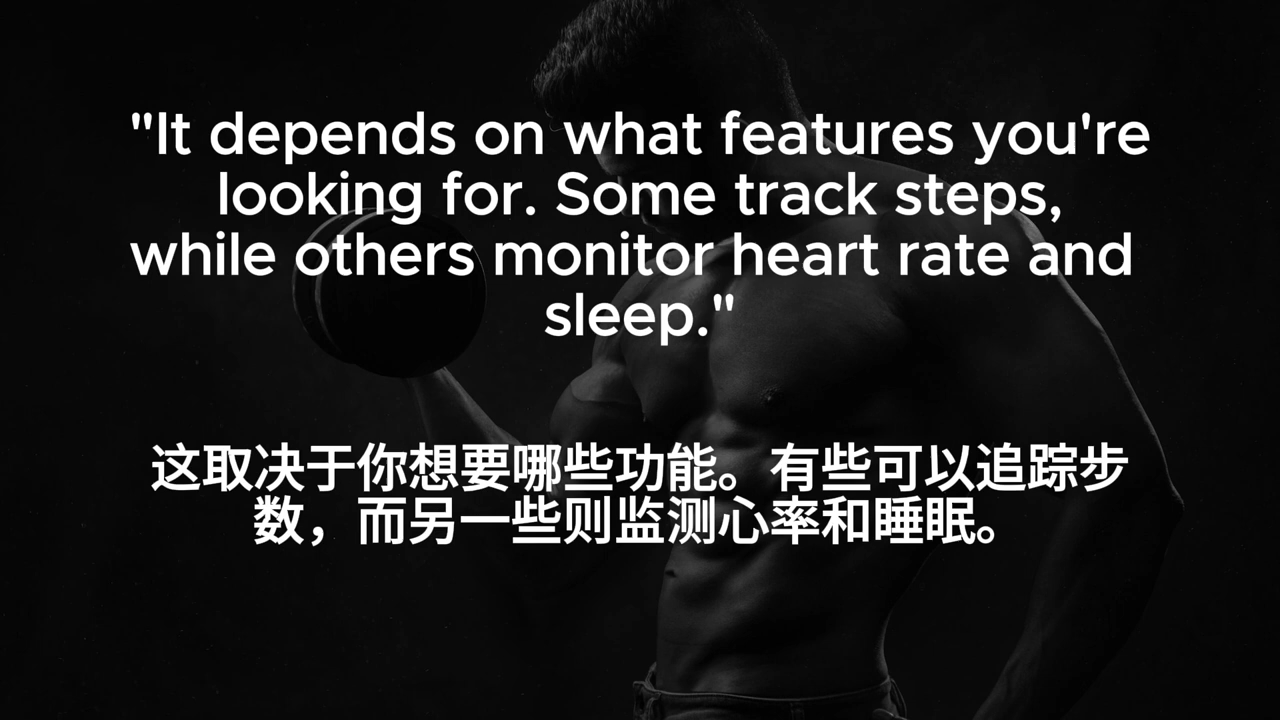 "It depends on what features you're
looking for. Some track steps,
while others monitor heart rate and
sleep."
这取决于你想要哪些功能。有些可以追踪步
数，而另一些则监测心率和睡眠。